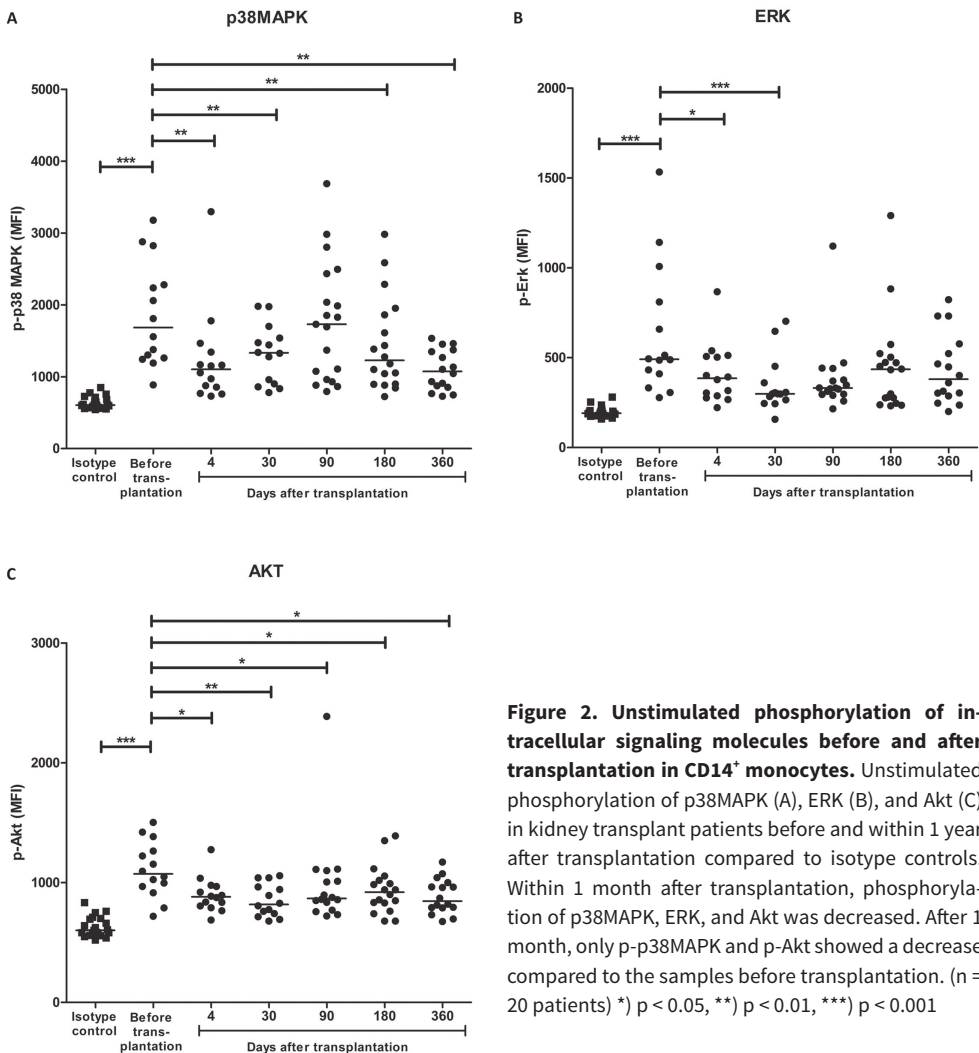 A
p38MAPK
**
**
**
**
***
5000
4000
3000
2000
1000
0
p-p38 MAPK (MFI)
Isotype
control
Before
trans-
plantation
4
30
90
180
360
Days after transplantation
B
ERK
***
*
***
2000
1500
1000
500
0
p-Erk (MFI)
Isotype
control
Before
trans-
plantation
4
30
90
180
360
Days after transplantation
C
AKT
*
*
*
**
*
***
3000
2000
1000
0
p-Akt (MFI)
Isotype
control
Before
trans-
plantation
4
30
90
180
360
Days after transplantation
Figure 2. Unstimulated phosphorylation of in-
tracellular signaling molecules before and after
transplantation in CD14⁺ monocytes. Unstimulated
phosphorylation of p38MAPK (A), ERK (B), and Akt (C)
in kidney transplant patients before and within 1 year
after transplantation compared to isotype controls.
Within 1 month after transplantation, phosphoryla-
tion of p38MAPK, ERK, and Akt was decreased. After 1
month, only p-p38MAPK and p-Akt showed a decrease
compared to the samples before transplantation. (n =
20 patients) *) p < 0.05, **) p < 0.01, ***) p < 0.001